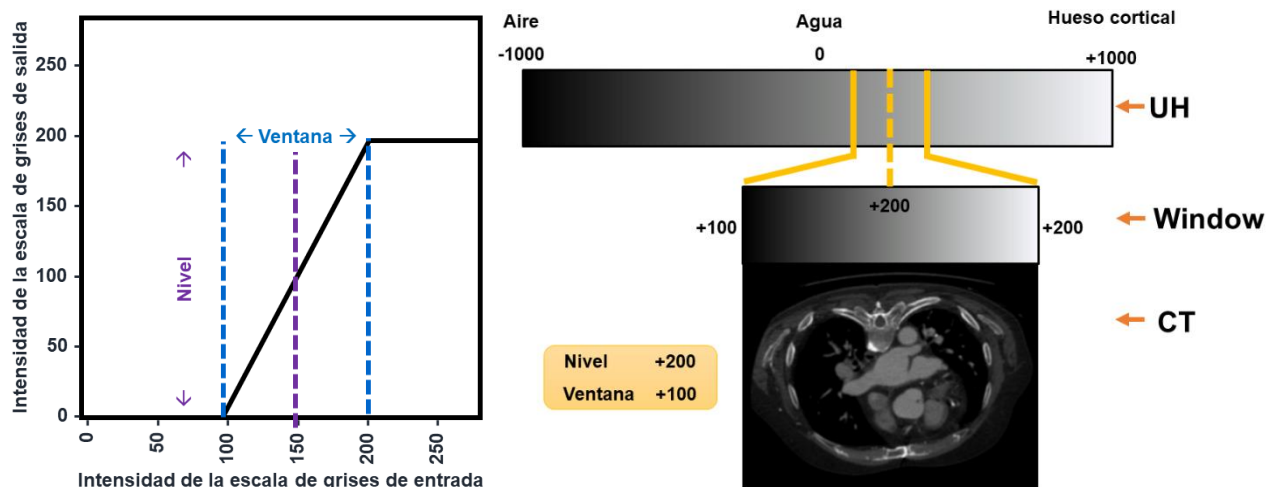 Intensidad de la escala de grises de salida
250
200
150
100
50
0
← Ventana →
← Nivel →
0
50
100
150
200
250
Intensidad de la escala de grises de entrada
Aire
Agua
Hueso cortical
-1000
0
+1000
← UH
+100
+200
+200
← Window
← CT
Nivel +200
Ventana +100